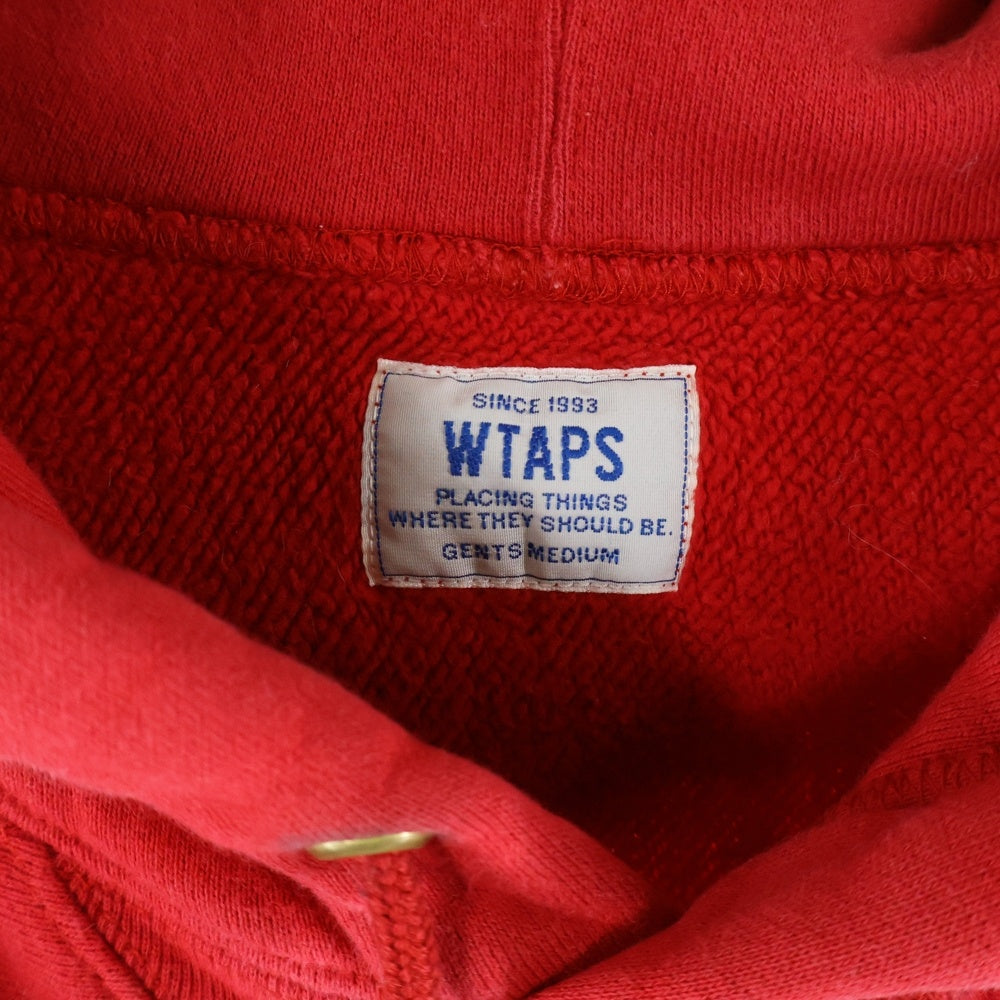 SINCE 1993
WTAPS
PLACING THINGS
WHERE THEY SHOULD BE.
GENTS MEDIUM